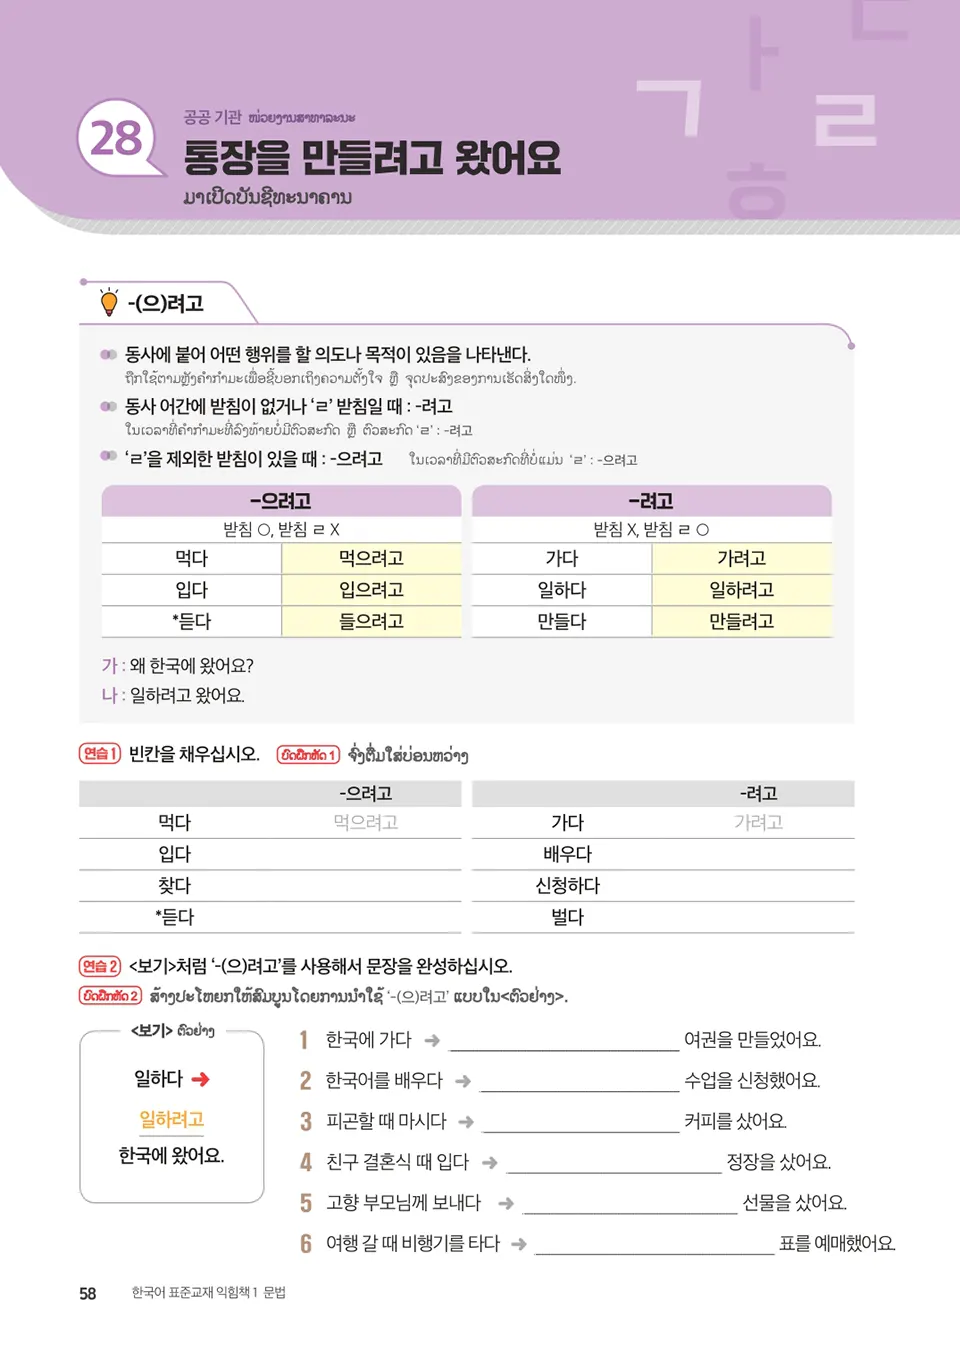 28
공공 기관 ໜ່ວຍງານສາທາລະນະ
통장을 만들려고 왔어요
ມາເປີດບັນຊີທະນາຄານ
ㄱ ㅏ ㄷ ㄹ ㅎ
-(으)려고
동사에 붙어 어떤 행위를 할 의도나 목적이 있음을 나타낸다.
ຖືກໃຊ້ຕາມຫຼັງຄໍາກໍາມະເພື່ອຊີ້ບອກເຖິງຄວາມຕັ້ງໃຈ ຫຼື ຈຸດປະສົງຂອງການເຮັດສິ່ງໃດໜຶ່ງ.
동사 어간에 받침이 없거나 ‘ㄹ’ 받침일 때 : -려고
ໃນເວລາທີ່ຄໍາກໍາມະທີ່ລົງທ້າຍບໍ່ມີຕົວສະກົດ ຫຼື ຕົວສະກົດ ‘ㄹ’ : -려고
‘ㄹ’을 제외한 받침이 있을 때 : -으려고 ໃນເວລາທີ່ມີຕົວສະກົດທີ່ບໍ່ແມ່ນ ‘ㄹ’ : -으려고
-으려고 -려고
받침 O, 받침 ㄹ X 받침 X, 받침 ㄹ O
먹다 먹으려고 가다 가려고
입다 입으려고 일하다 일하려고
*듣다 들으려고 만들다 만들려고
가 : 왜 한국에 왔어요?
나 : 일하려고 왔어요.
연습 1 빈칸을 채우십시오. ບົດຝຶກຫັດ 1 ຈົ່ງຕື່ມໃສ່ບ່ອນຫວ່າງ
-으려고 -려고
먹다 먹으려고 가다 가려고
입다 배우다
찾다 신청하다
*듣다 벌다
연습 2 <보기>처럼 ‘-(으)려고’를 사용해서 문장을 완성하십시오.
ບົດຝຶກຫັດ 2 ສ້າງປະໂຫຍກໃຫ້ສົມບູນໂດຍການນໍາໃຊ້ ‘-(으)려고’ ແບບໃນ<ຕົວຢ່າງ>.
<보기> ຕົວຢ່າງ
일하다 ➜
일하려고
한국에 왔어요.
1 한국에 가다 ➜ ____ 여권을 만들었어요.
2 한국어를 배우다 ➜ ____ 수업을 신청했어요.
3 피곤할 때 마시다 ➜ ____ 커피를 샀어요.
4 친구 결혼식 때 입다 ➜ ____ 정장을 샀어요.
5 고향 부모님께 보내다 ➜ ____ 선물을 샀어요.
6 여행 갈 때 비행기를 타다 ➜ ____ 표를 예매했어요.
58 한국어 표준교재 익힘책 1 문법